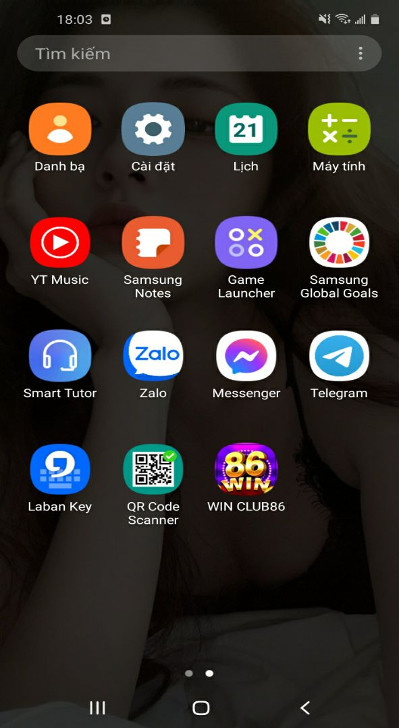 18:03
Tìm kiếm
21
Danh bạ
Cài đặt
Lịch
Máy tính
YT Music
Samsung
Notes
Game
Launcher
Samsung
Global Goals
Zalo
Smart Tutor
Zalo
Messenger
Telegram
86
WIN
Laban Key
QR Code
Scanner
WIN CLUB86